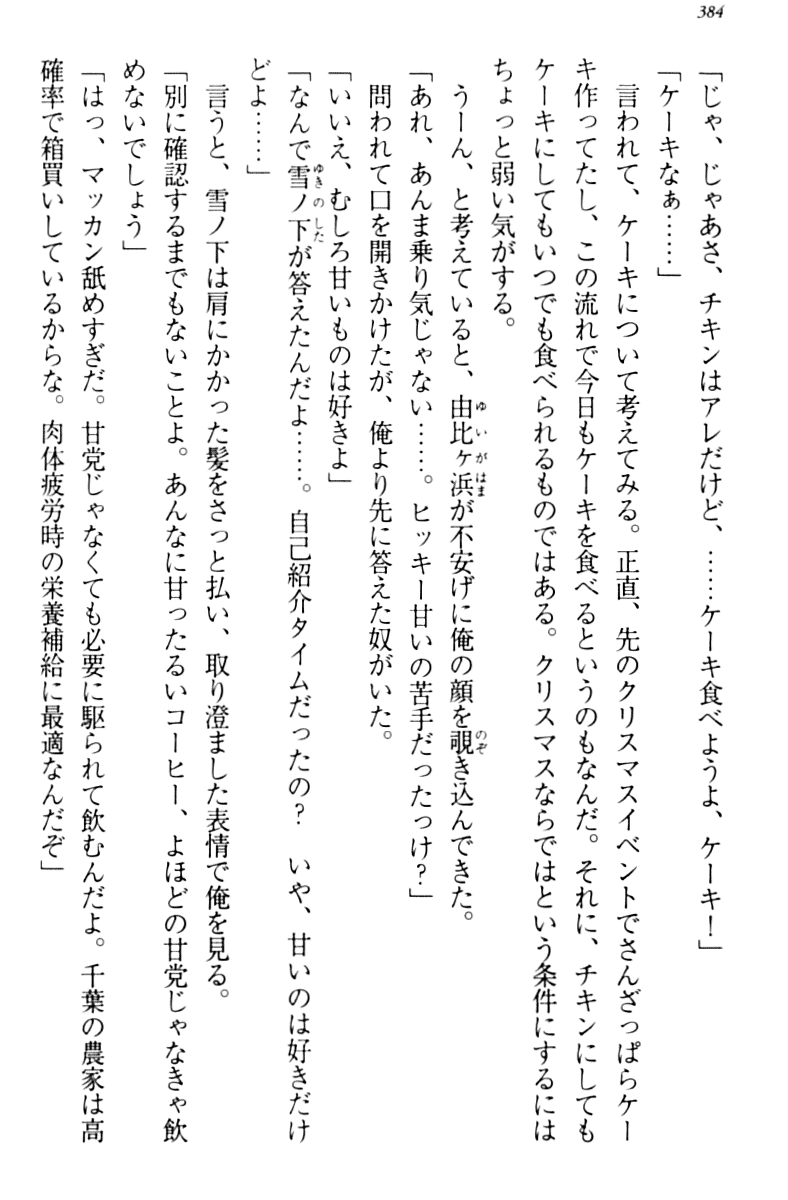 384
「じゃ、じゃあさ、チキンはアレだけど、……ケーキ食べようよ、ケーキ！」
「ケーキなぁ……」
　言われて、ケーキについて考えてみる。正直、先のクリスマスイベントでさんざっぱらケー
キ作ってたし、この流れで今日もケーキを食べるというのもなんだ。それに、チキンにしても
ケーキにしてもいつでも食べられるものではある。クリスマスならではという条件にするには
ちょっと弱い気がする。
　うーん、と考えていると、由比ヶ浜が不安げに俺の顔を覗き込んできた。
「あれ、あんま乗り気じゃない……。ヒッキー甘いの苦手だったっけ？」
　問われて口を開きかけたが、俺より先に答えた奴がいた。
「いいえ、むしろ甘いものは好きよ」
「なんで雪ノ下が答えたんだよ……。自己紹介タイムだったの？　いや、甘いのは好きだけ
どよ……」
　言うと、雪ノ下は肩にかかった髪をさっと払い、取り澄ました表情で俺を見る。
「別に確認するまでもないことよ。あんなに甘ったるいコーヒー、よほどの甘党じゃなきゃ飲
めないでしょう」
「はっ、マッカン舐めすぎだ。甘党じゃなくても必要に駆られて飲むんだよ。千葉の農家は高
確率で箱買いしているからな。肉体疲労時の栄養補給に最適なんだぞ」